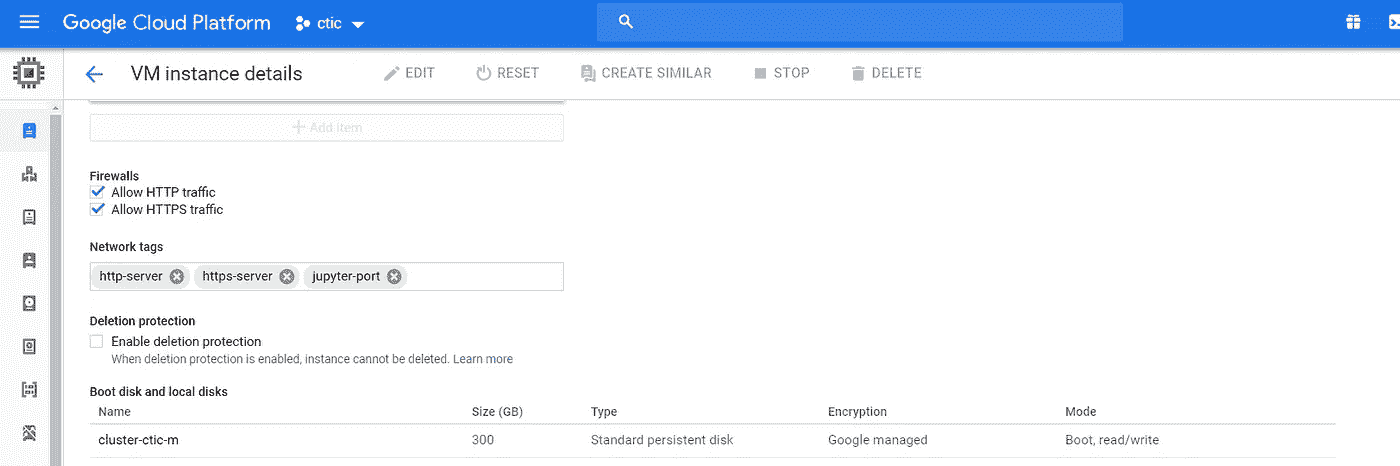 Google Cloud Platform ctic
VM instance details EDIT RESET CREATE SIMILAR STOP DELETE
Add item
Firewalls
Allow HTTP traffic
Allow HTTPS traffic
Network tags
http-server https-server jupyter-port
Deletion protection
Enable deletion protection
When deletion protection is enabled, instance cannot be deleted. Learn more
Boot disk and local disks
Name Size (GB) Type Encryption Mode
cluster-ctic-m 300 Standard persistent disk Google managed Boot, read/write